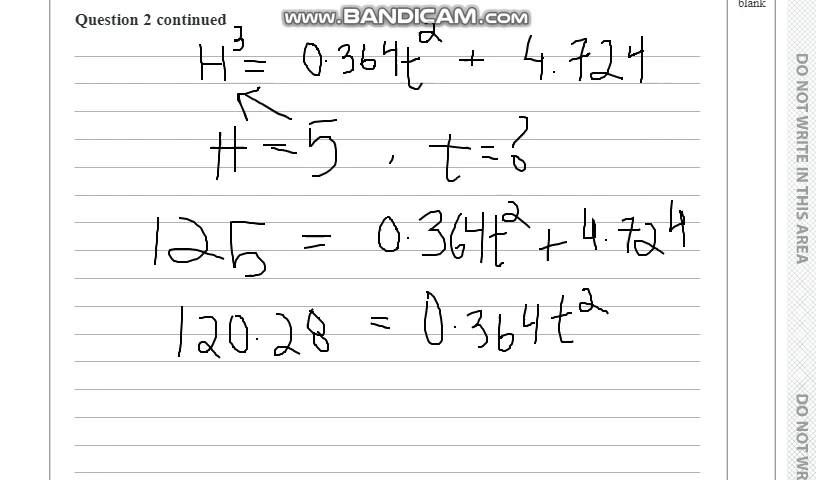 blank
Question 2 continued
www.BANDICAM.com
H³ = 0.364t² + 4.724
H = 5 , t = ?
125 = 0.364t² + 4.724
120.28 = 0.364t²
DO NOT WRITE IN THIS AREA
DO NOT WR